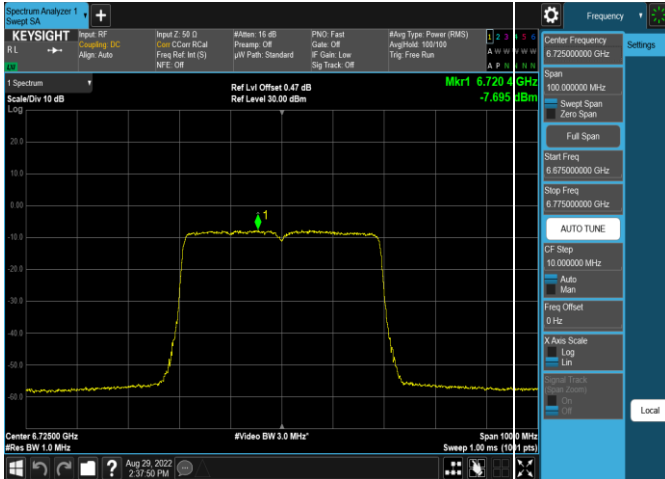 Spectrum Analyzer 1
Swept SA
+
Frequency
KEYSIGHT
RL
Input: RF
Coupling: DC
Align: Auto
Input Z: 50 Ω
Corr CCorr RCal
Freq Ref: Int (S)
NFE: Off
#Atten: 16 dB
Preamp: Off
µW Path: Standard
PNO: Fast
Gate: Off
IF Gain: Low
Sig Track: Off
#Avg Type: Power (RMS)
Avg|Hold: 100/100
Trig: Free Run
1 2 3 4 5 6
A W W W W W
A P N N N N
1 Spectrum
Scale/Div 10 dB
Log
Ref Lvl Offset 0.47 dB
Ref Level 30.00 dBm
Mkr1 6.720 4 GHz
-7.695 dBm
20.0
10.0
0.00
-10.0
-20.0
-30.0
-40.0
-50.0
-60.0
1
Center 6.72500 GHz
#Res BW 1.0 MHz
#Video BW 3.0 MHz*
Span 100.0 MHz
Sweep 1.00 ms (1001 pts)
Aug 29, 2022
2:37:50 PM
Center Frequency
6.725000000 GHz
Span
100.000000 MHz
Swept Span
Zero Span
Full Span
Start Freq
6.675000000 GHz
Stop Freq
6.775000000 GHz
AUTO TUNE
CF Step
10.000000 MHz
Auto
Man
Freq Offset
0 Hz
X Axis Scale
Log
Lin
Signal Track
(Span Zoom)
On
Off
Settings
Local